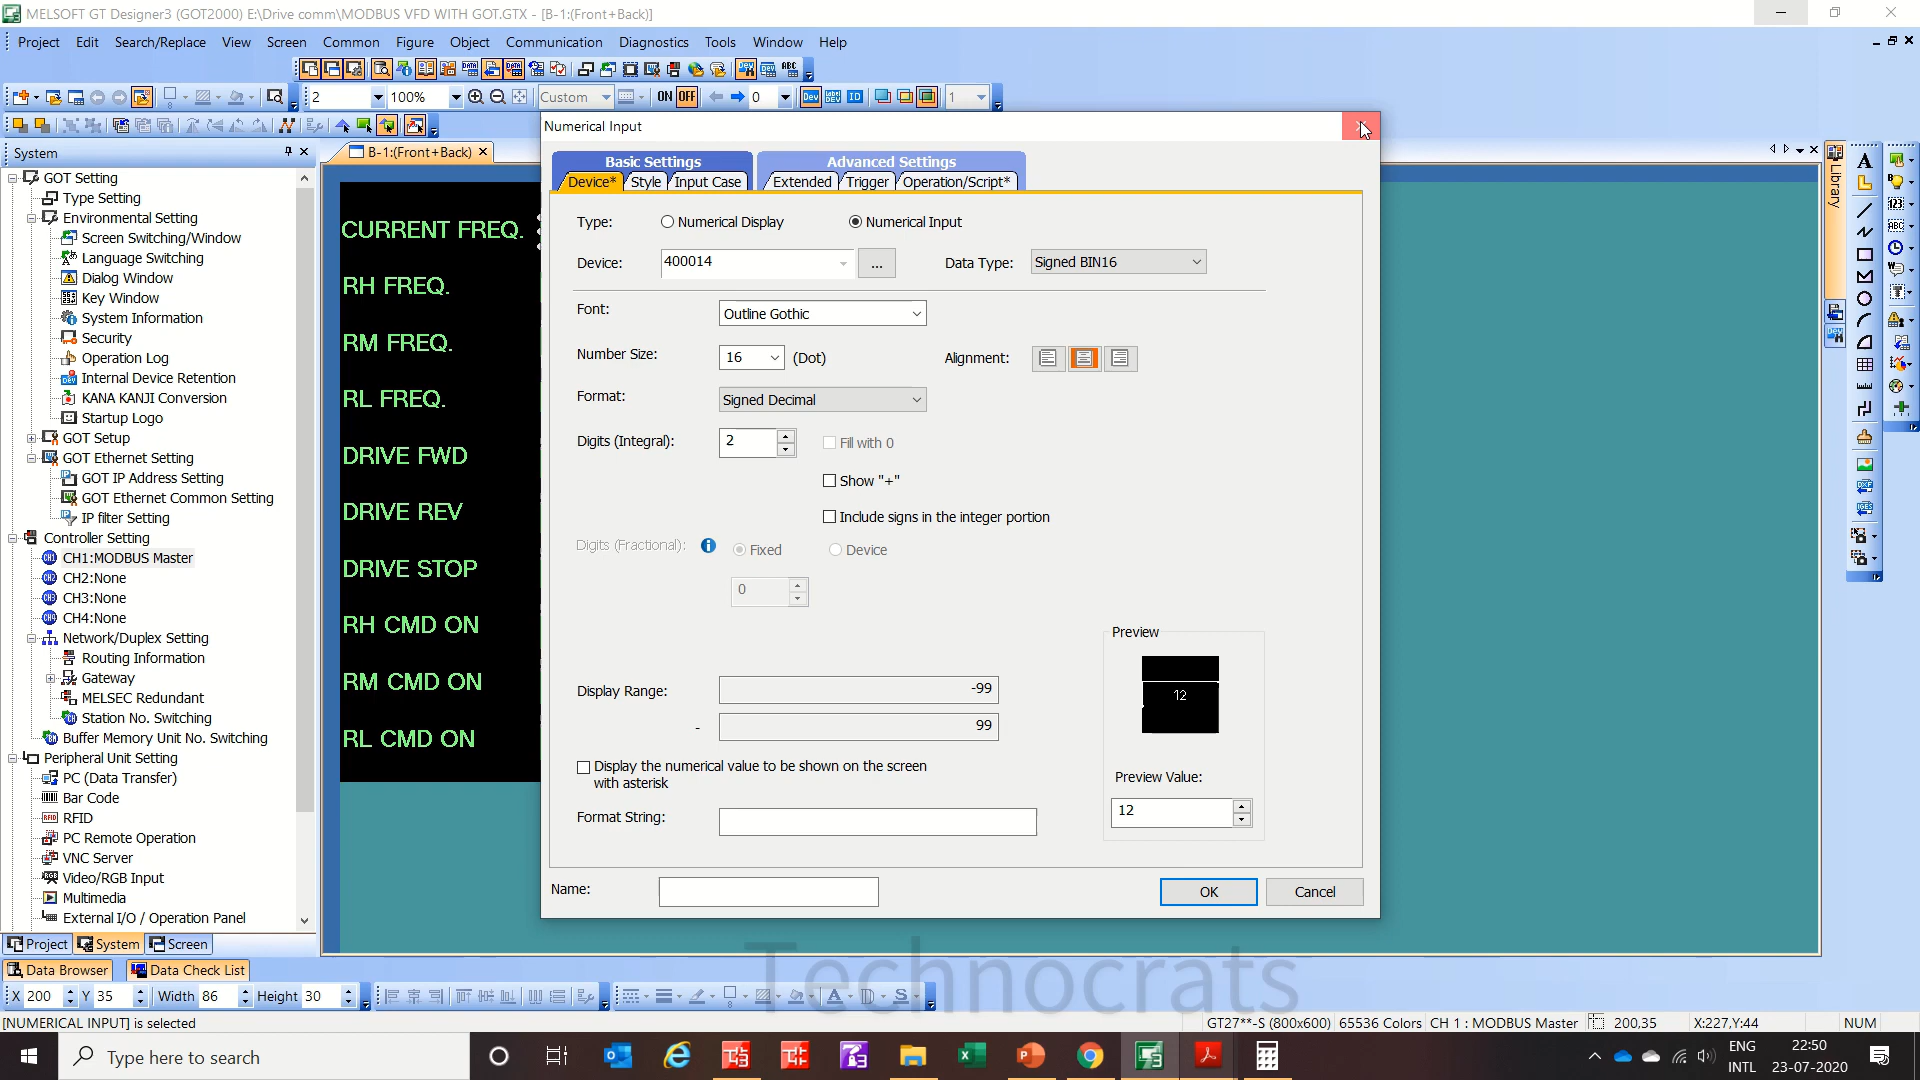 MELSOFT GT Designer3 (GOT2000) E:\Drive comm\MODBUS VFD WITH GOT.GTX - [B-1:(Front+Back)]
Project Edit Search/Replace View Screen Common Figure Object Communication Diagnostics Tools Window Help
2 100% Custom ON OFF 0 Dev ID 1
System
B-1:(Front+Back)
GOT Setting
Type Setting
Environmental Setting
Screen Switching/Window
Language Switching
Dialog Window
Key Window
System Information
Security
Operation Log
Internal Device Retention
KANA KANJI Conversion
Startup Logo
GOT Setup
GOT Ethernet Setting
GOT IP Address Setting
GOT Ethernet Common Setting
IP filter Setting
Controller Setting
CH1:MODBUS Master
CH2:None
CH3:None
CH4:None
Network/Duplex Setting
Routing Information
Gateway
MELSEC Redundant
Station No. Switching
Buffer Memory Unit No. Switching
Peripheral Unit Setting
PC (Data Transfer)
Bar Code
RFID
PC Remote Operation
VNC Server
Video/RGB Input
Multimedia
External I/O / Operation Panel
Project System Screen
Data Browser Data Check List
CURRENT FREQ.
RH FREQ.
RM FREQ.
RL FREQ.
DRIVE FWD
DRIVE REV
DRIVE STOP
RH CMD ON
RM CMD ON
RL CMD ON
Numerical Input
Basic Settings Advanced Settings
Device* Style Input Case Extended Trigger Operation/Script*
Type: Numerical Display Numerical Input
Device: 400014 ... Data Type: Signed BIN16
Font: Outline Gothic
Number Size: 16 (Dot) Alignment:
Format: Signed Decimal
Digits (Integral): 2 Fill with 0
Show "+"
Include signs in the integer portion
Digits (Fractional): Fixed Device
0
Preview
12
Display Range: -99
- 99
Preview Value:
12
Display the numerical value to be shown on the screen
with asterisk
Format String:
Name: OK Cancel
Library
Technocrats
X 200 Y 35 Width 86 Height 30
[NUMERICAL INPUT] is selected GT27**-S (800x600) 65536 Colors CH 1 : MODBUS Master 200,35 X:227,Y:44 NUM
Type here to search
ENG
INTL
22:50
23-07-2020